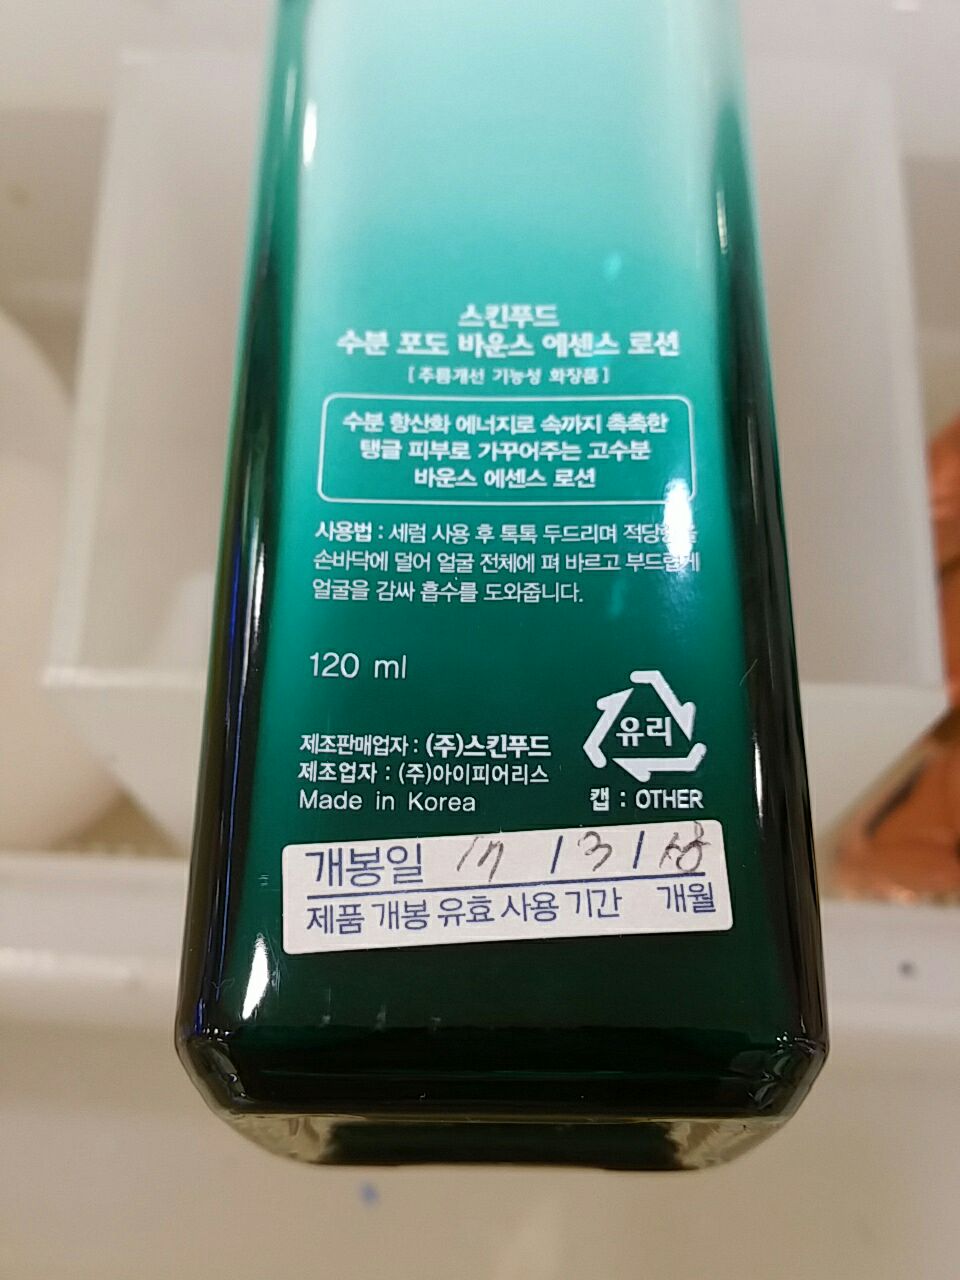 스킨푸드
수분 포도 바운스 에센스 로션
[주름개선 기능성 화장품]
수분 항산화 에너지로 속까지 촉촉한
탱글 피부로 가꾸어주는 고수분
바운스 에센스 로션
사용법 : 세럼 사용 후 톡톡 두드리며 적당량을
손바닥에 덜어 얼굴 전체에 펴 바르고 부드럽게
얼굴을 감싸 흡수를 도와줍니다.
120 ml
유리
캡 : OTHER
제조판매업자 : (주)스킨푸드
제조업자 : (주)아이피어리스
Made in Korea
개봉일 17 / 3 /
제품 개봉 유효 사용 기간 개월